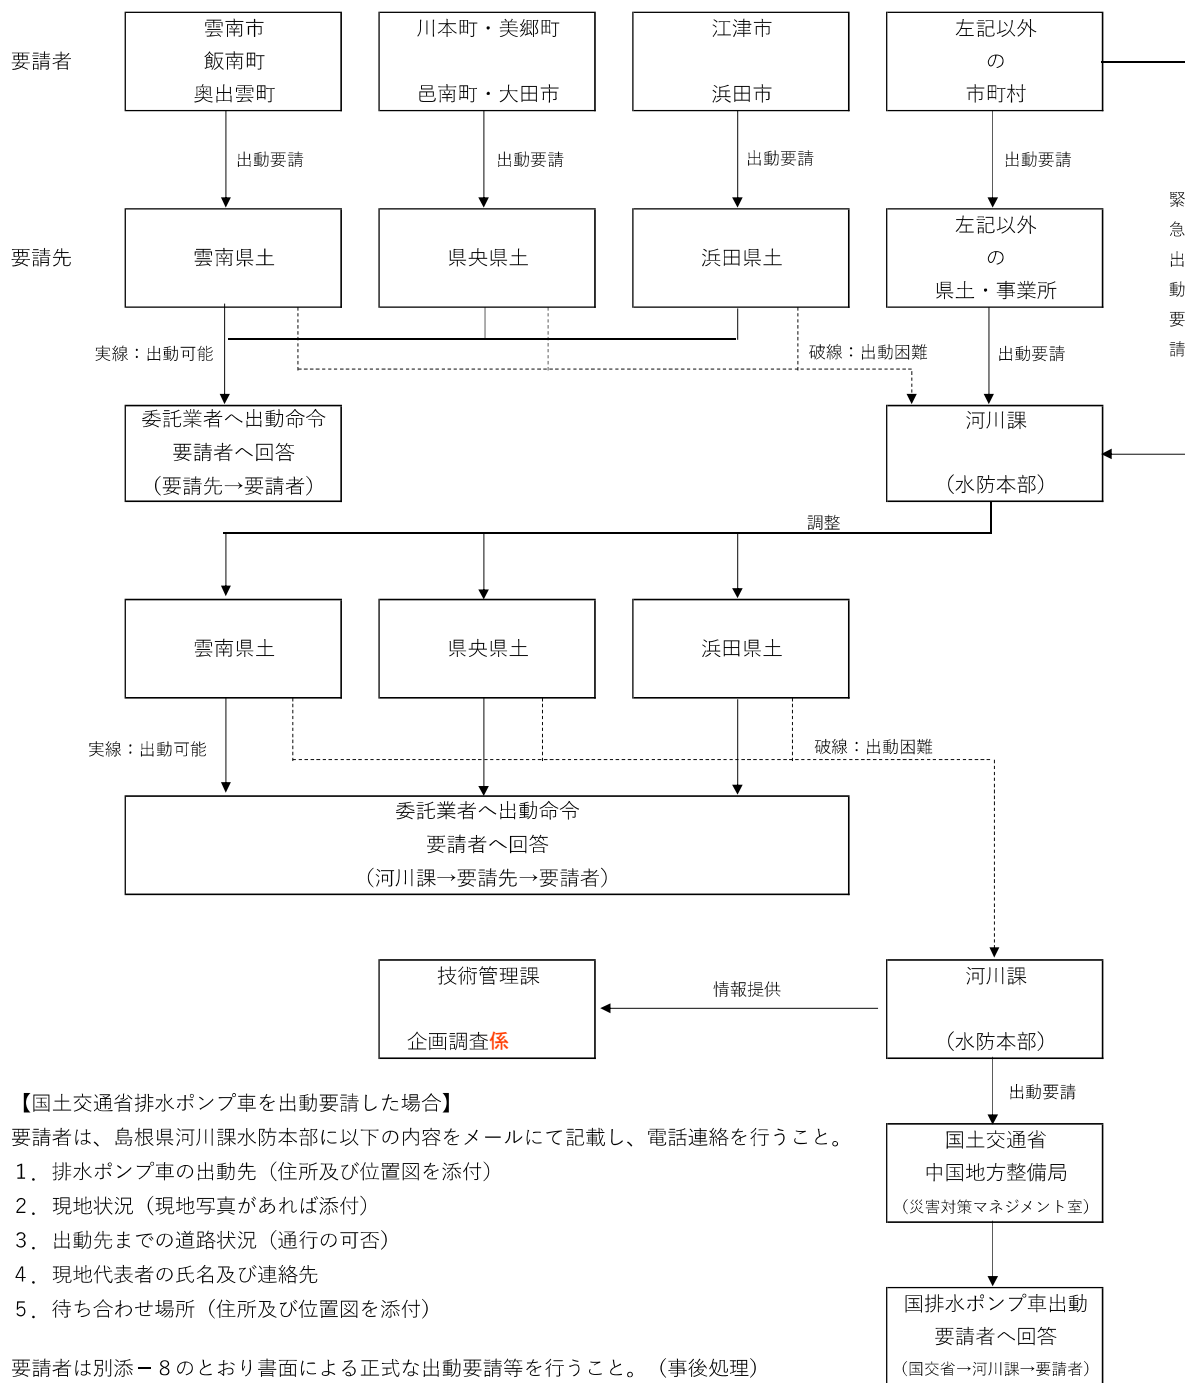 要請者
雲南市
飯南町
奥出雲町
川本町・美郷町
邑南町・大田市
江津市
浜田市
左記以外
の
市町村
出動要請
出動要請
出動要請
出動要請
緊
急
出
動
要
請
要請先
雲南県土
県央県土
浜田県土
左記以外
の
県土・事業所
実線：出動可能
破線：出動困難
出動要請
委託業者へ出動命令
要請者へ回答
（要請先→要請者）
河川課
（水防本部）
調整
雲南県土
県央県土
浜田県土
実線：出動可能
破線：出動困難
委託業者へ出動命令
要請者へ回答
（河川課→要請先→要請者）
技術管理課
企画調査係
情報提供
河川課
（水防本部）
出動要請
国土交通省
中国地方整備局
（災害対策マネジメント室）
国排水ポンプ車出動
要請者へ回答
（国交省→河川課→要請者）
【国土交通省排水ポンプ車を出動要請した場合】
要請者は、島根県河川課水防本部に以下の内容をメールにて記載し、電話連絡を行うこと。
１．排水ポンプ車の出動先（住所及び位置図を添付）
２．現地状況（現地写真があれば添付）
３．出動先までの道路状況（通行の可否）
４．現地代表者の氏名及び連絡先
５．待ち合わせ場所（住所及び位置図を添付）
要請者は別添－８のとおり書面による正式な出動要請等を行うこと。（事後処理）